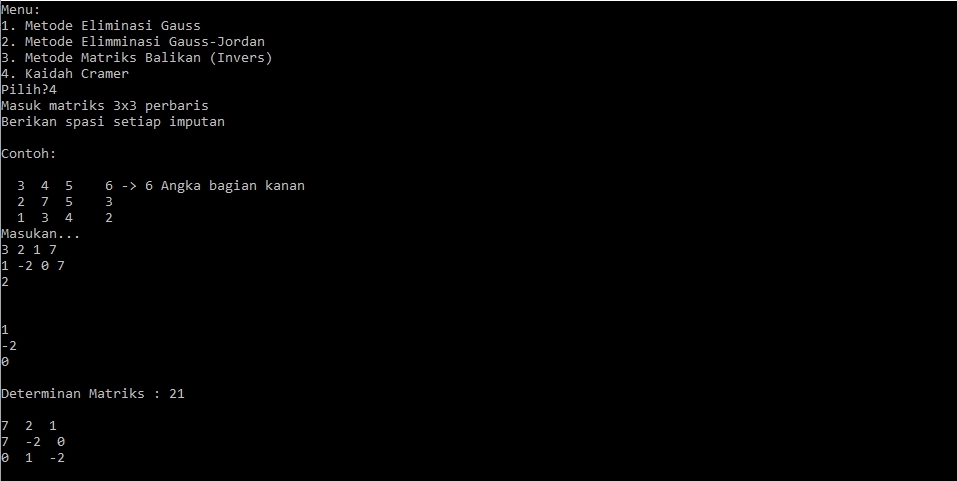 Menu:
1. Metode Eliminasi Gauss
2. Metode Elimminasi Gauss-Jordan
3. Metode Matriks Balikan (Invers)
4. Kaidah Cramer
Pilih?4
Masuk matriks 3x3 perbaris
Berikan spasi setiap imputan
Contoh:
3 4 5 6 -> 6 Angka bagian kanan
2 7 5 3
1 3 4 2
Masukan...
3 2 1 7
1 -2 0 7
2
1
-2
0
Determinan Matriks : 21
7 2 1
7 -2 0
0 1 -2